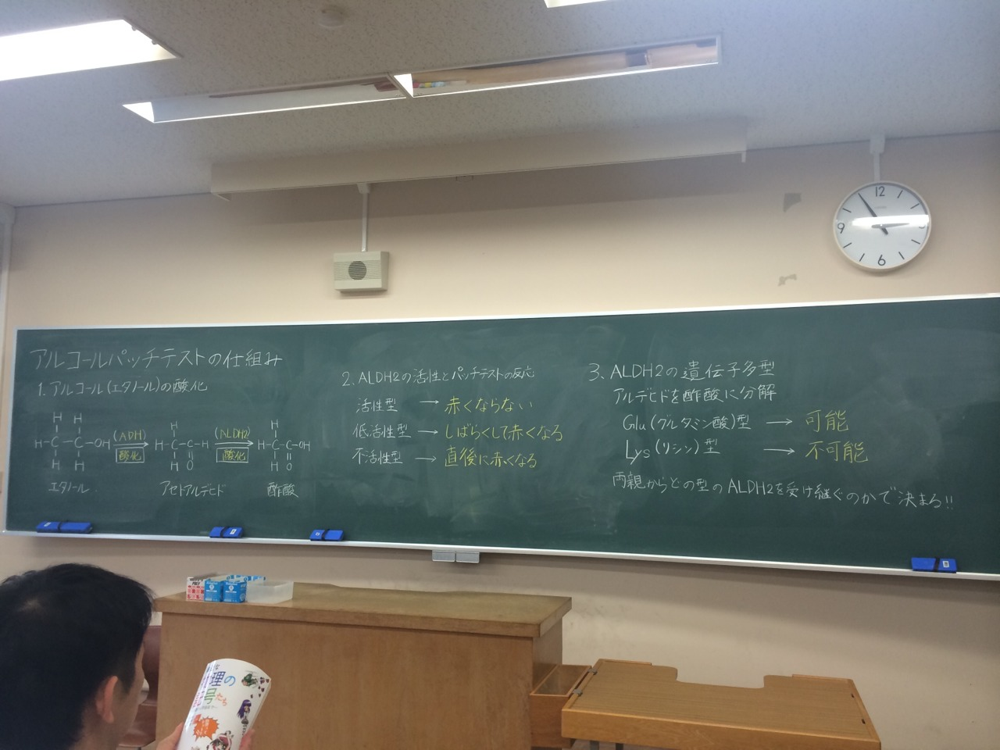 アルコールパッチテストの仕組み
1. アルコール(エタノール)の酸化
H H
H-C-C-OH
H H
エタノール
(ADH)
酸化
H
H-C-C-H
H O
アセトアルデヒド
(ALDH2)
酸化
H
H-C-C-OH
H O
酢酸
2. ALDH2の活性とパッチテストの反応
活性型 → 赤くならない
低活性型 → しばらくして赤くなる
不活性型 → 直後に赤くなる
3. ALDH2の遺伝子多型
アルデヒドを酢酸に分解
Glu(グルタミン酸)型 → 可能
Lys(リシン)型 → 不可能
両親からどの型のALDH2を受け継ぐのかで決まる!!
12
9
6
理の
号たち